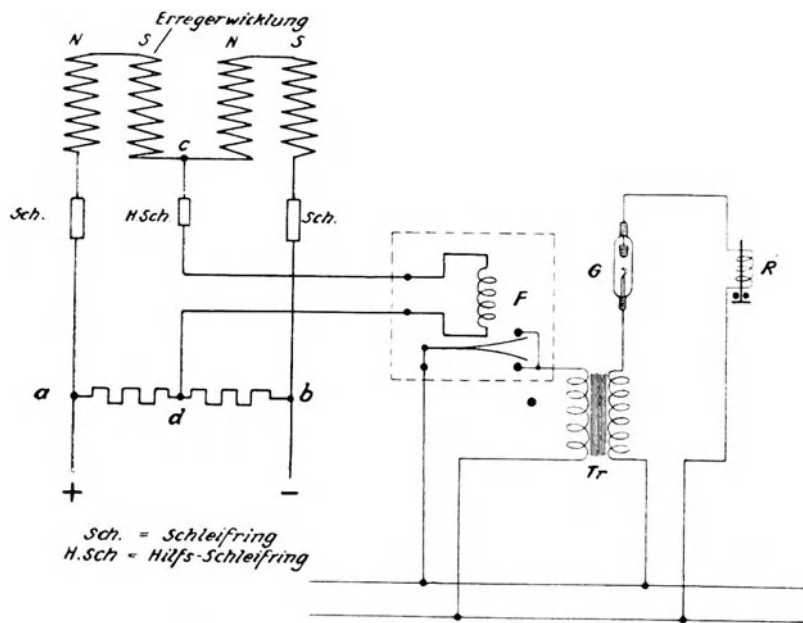 Erregerwicklung
N S N S
c
Sch. H.Sch Sch.
F
G
R
a d b
Tr
+ -
Sch. = Schleifring
H.Sch = Hilfs-Schleifring